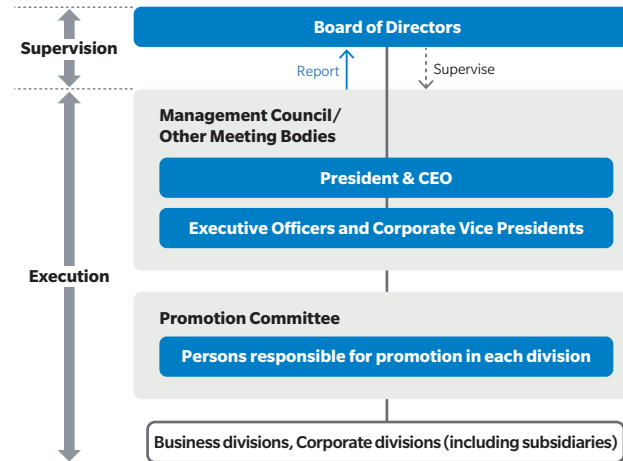 Board of Directors
Supervision
Report
Supervise
Management Council/
Other Meeting Bodies
President & CEO
Executive Officers and Corporate Vice Presidents
Execution
Promotion Committee
Persons responsible for promotion in each division
Business divisions, Corporate divisions (including subsidiaries)